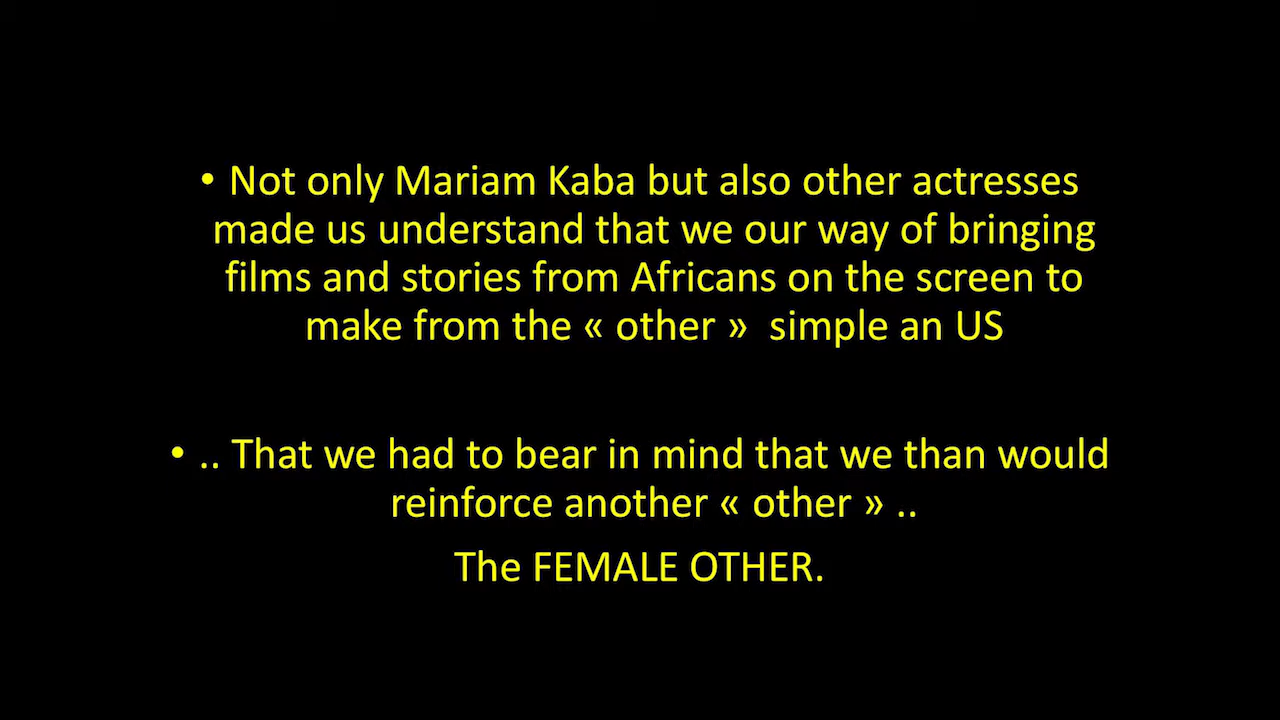 • Not only Mariam Kaba but also other actresses
made us understand that we our way of bringing
films and stories from Africans on the screen to
make from the « other »  simple an US
• .. That we had to bear in mind that we than would
reinforce another « other » ..
The FEMALE OTHER.